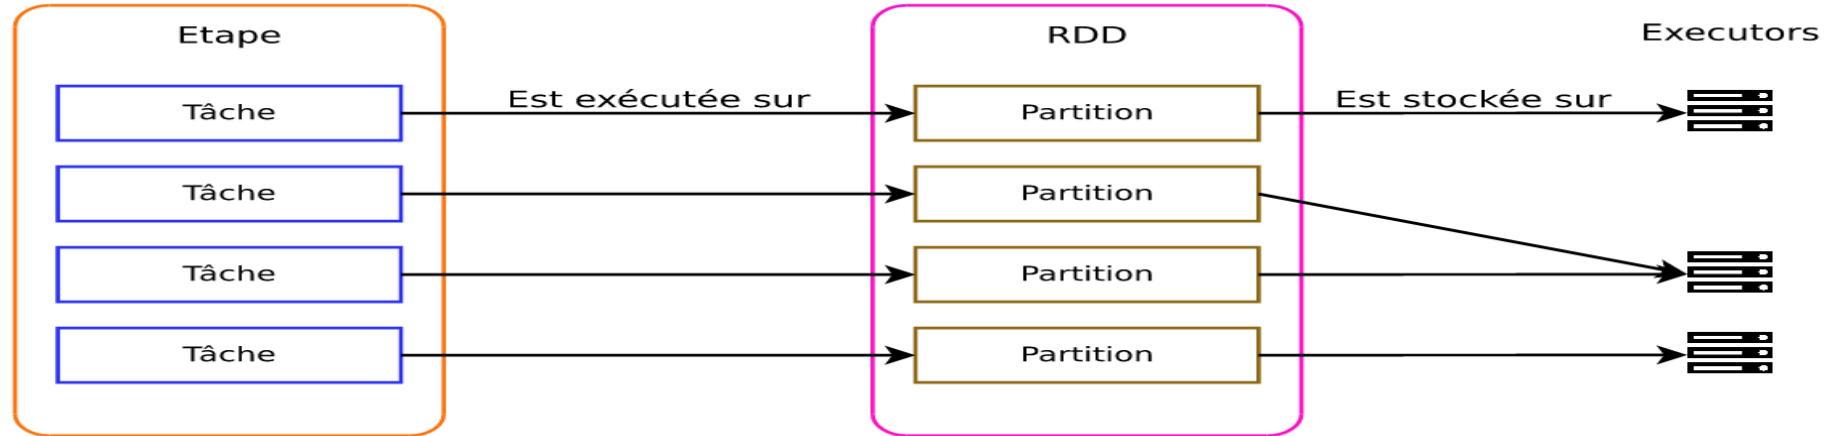 Etape
RDD
Executors
Tâche
Est exécutée sur
Partition
Est stockée sur
Tâche
Partition
Tâche
Partition
Tâche
Partition